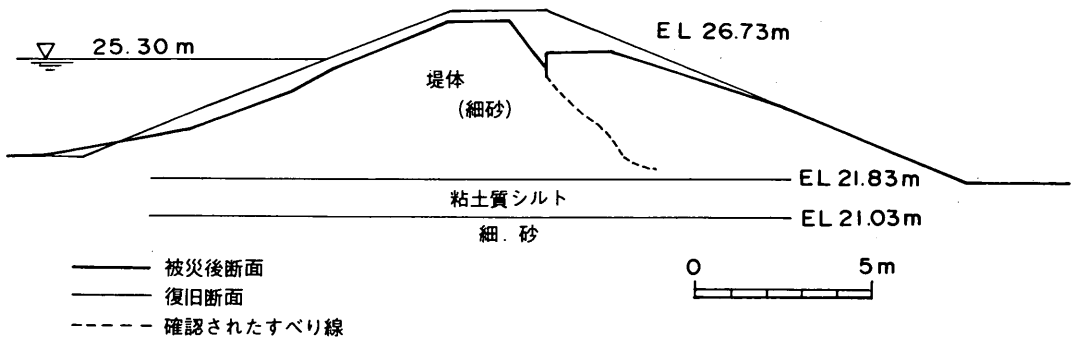 EL 26.73m
25.30 m
堤体
(細砂)
EL 21.83m
粘土質シルト
EL 21.03m
細.砂
被災後断面
復旧断面
確認されたすべり線
0 5m